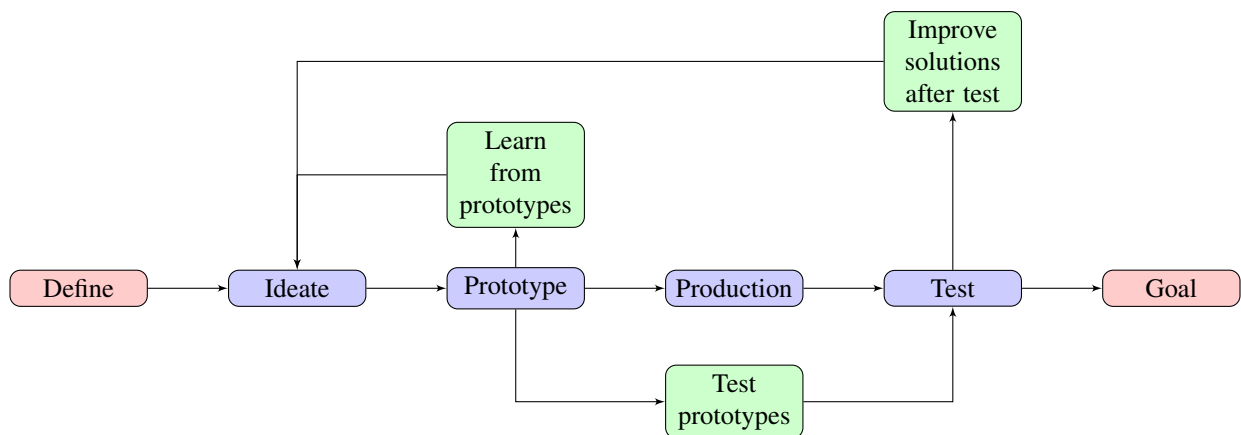 Improve
solutions
after test
Learn
from
prototypes
Define
Ideate
Prototype
Production
Test
Goal
Test
prototypes